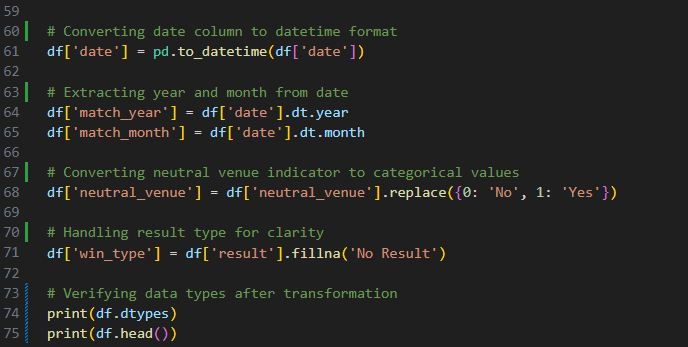 59
60 # Converting date column to datetime format
61 df['date'] = pd.to_datetime(df['date'])
62
63 # Extracting year and month from date
64 df['match_year'] = df['date'].dt.year
65 df['match_month'] = df['date'].dt.month
66
67 # Converting neutral venue indicator to categorical values
68 df['neutral_venue'] = df['neutral_venue'].replace({0: 'No', 1: 'Yes'})
69
70 # Handling result type for clarity
71 df['win_type'] = df['result'].fillna('No Result')
72
73 # Verifying data types after transformation
74 print(df.dtypes)
75 print(df.head())